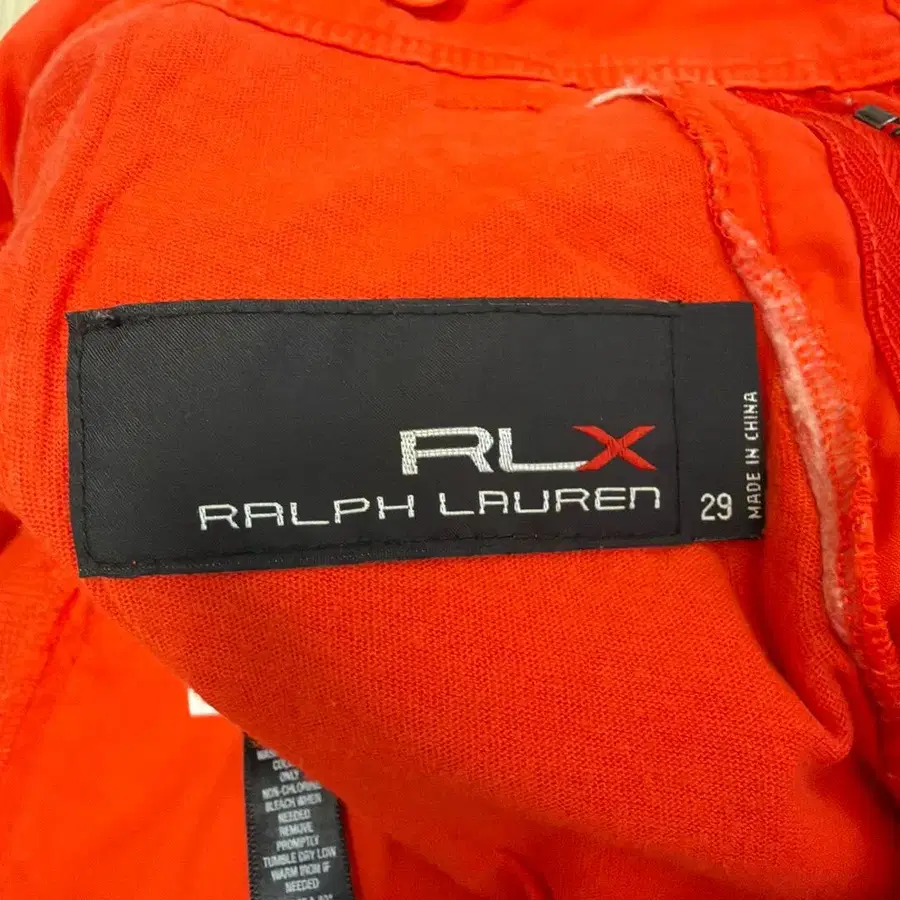 RLX
RALPH LAUREN
29
MADE IN CHINA
ONLY
NON-CHLORINE
BLEACH WHEN
NEEDED
REMOVE
PROMPTLY
TUMBLE DRY LOW
WARM IRON IF
NEEDED